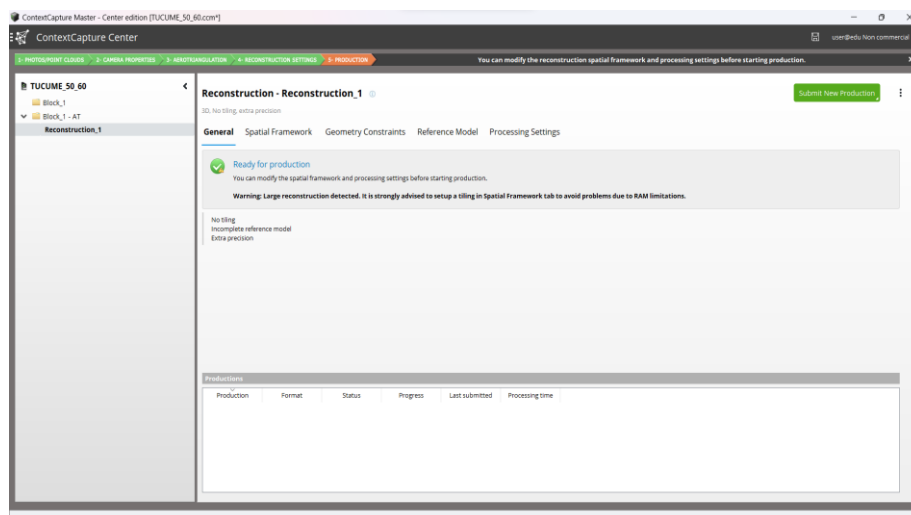 ContextCapture Master - Center edition [TUCUME_50_60.ccm*]
ContextCapture Center
user@edu Non commercial
1- PHOTOS/POINT CLOUDS 2- CAMERA PROPERTIES 3- AEROTRIANGULATION 4- RECONSTRUCTION SETTINGS 5- PRODUCTION You can modify the reconstruction spatial framework and processing settings before starting production.
TUCUME_50_60
Block_1
Block_1 - AT
Reconstruction_1
Reconstruction - Reconstruction_1
Submit New Production
3D, No tiling, extra precision
General Spatial Framework Geometry Constraints Reference Model Processing Settings
Ready for production
You can modify the spatial framework and processing settings before starting production.
Warning: Large reconstruction detected. It is strongly advised to setup a tiling in Spatial Framework tab to avoid problems due to RAM limitations.
No tiling
Incomplete reference model
Extra precision
Productions
Production Format Status Progress Last submitted Processing time